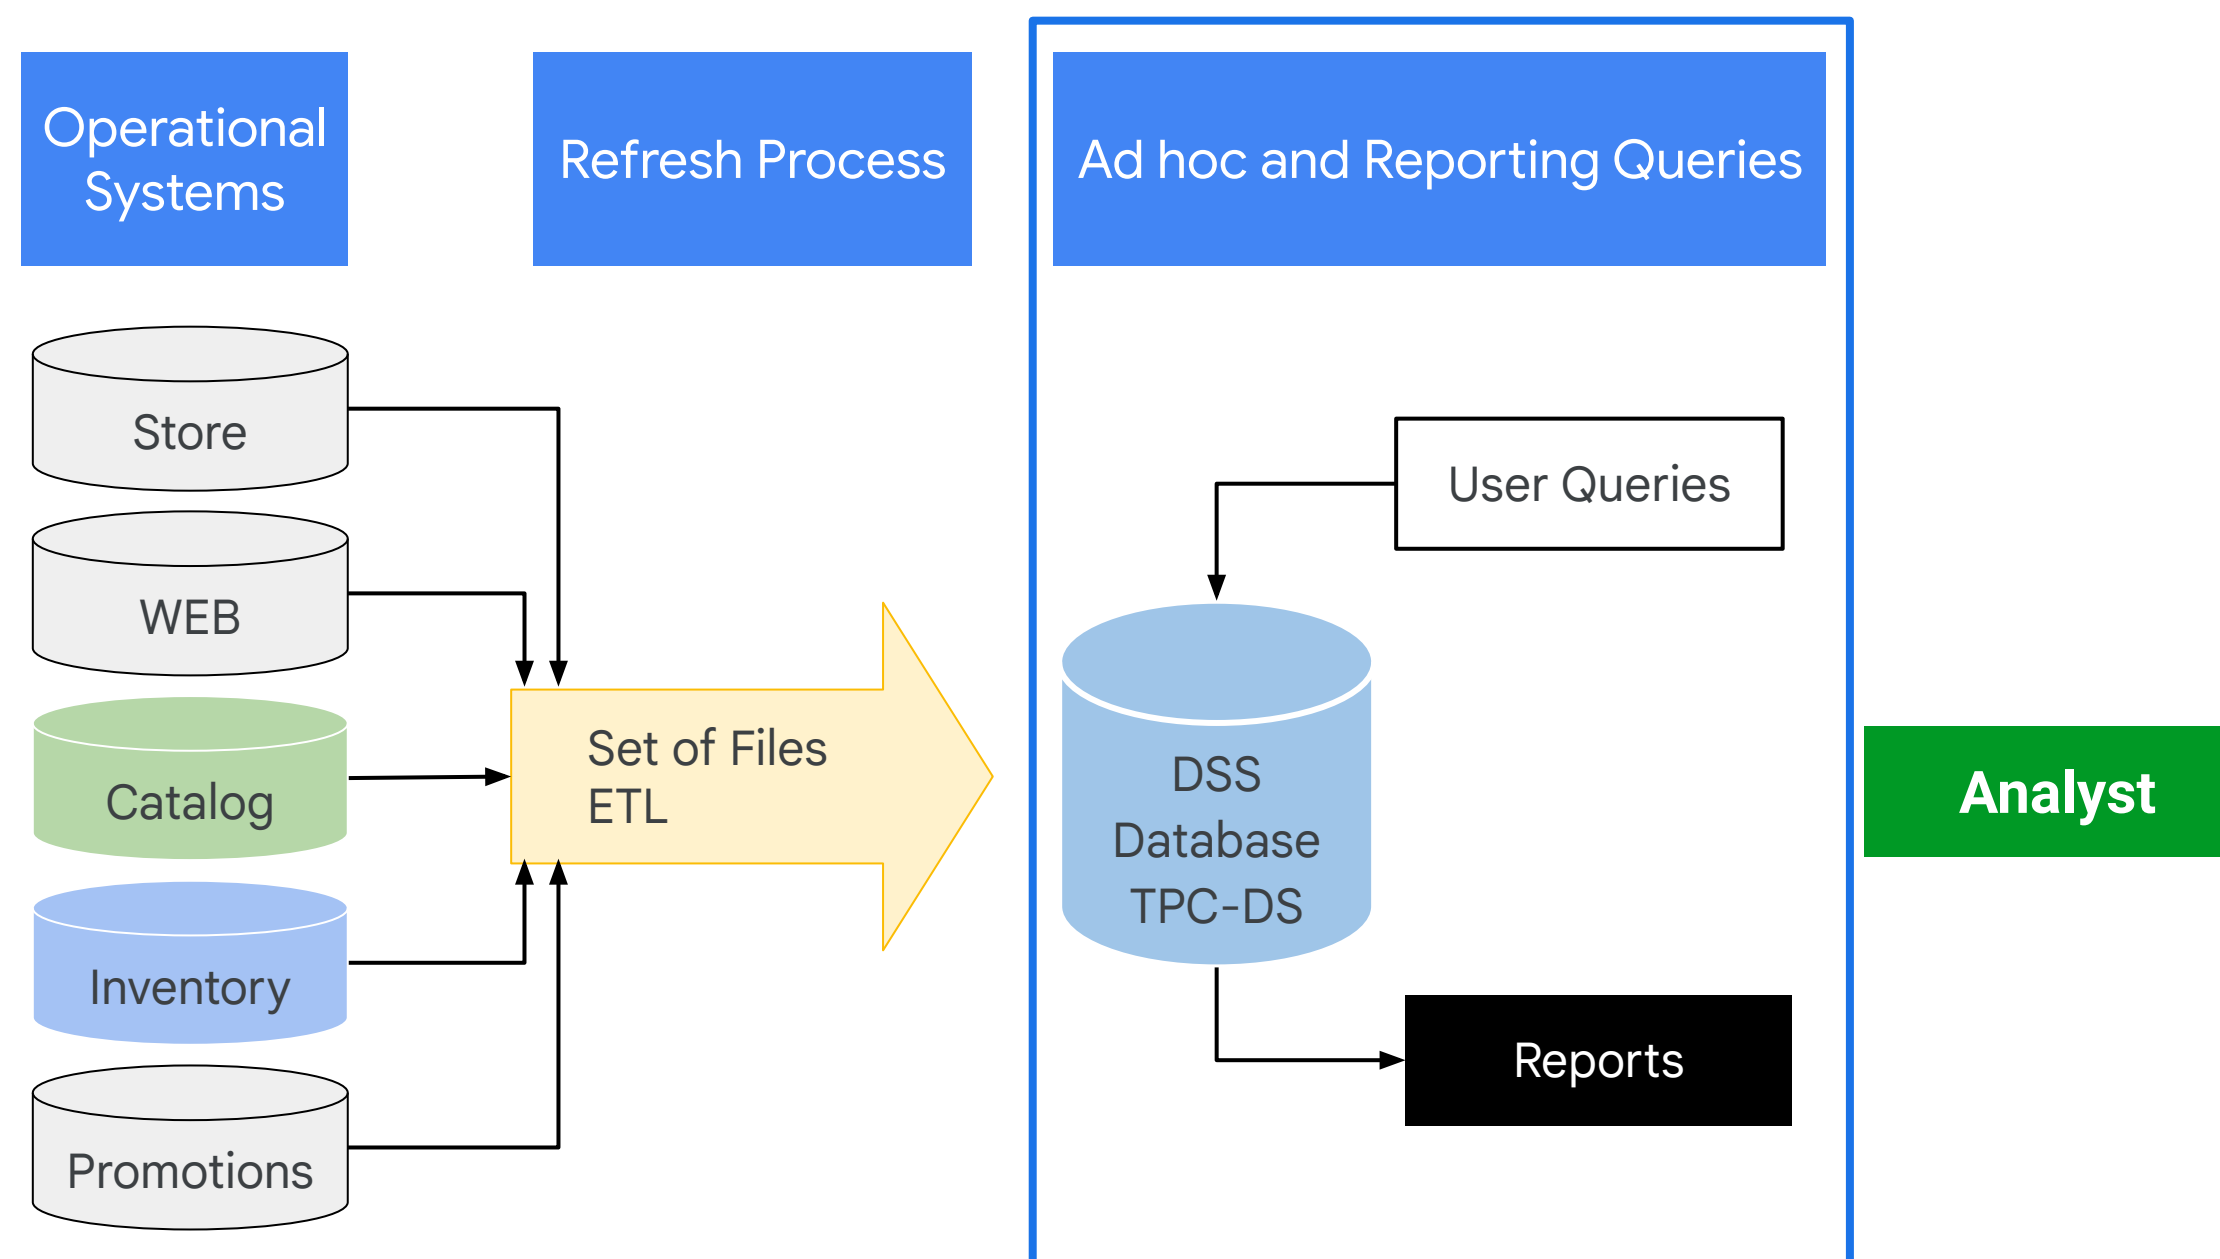 Operational
Systems
Refresh Process
Ad hoc and Reporting Queries
Store
WEB
Catalog
Inventory
Promotions
Set of Files
ETL
User Queries
DSS
Database
TPC-DS
Reports
Analyst